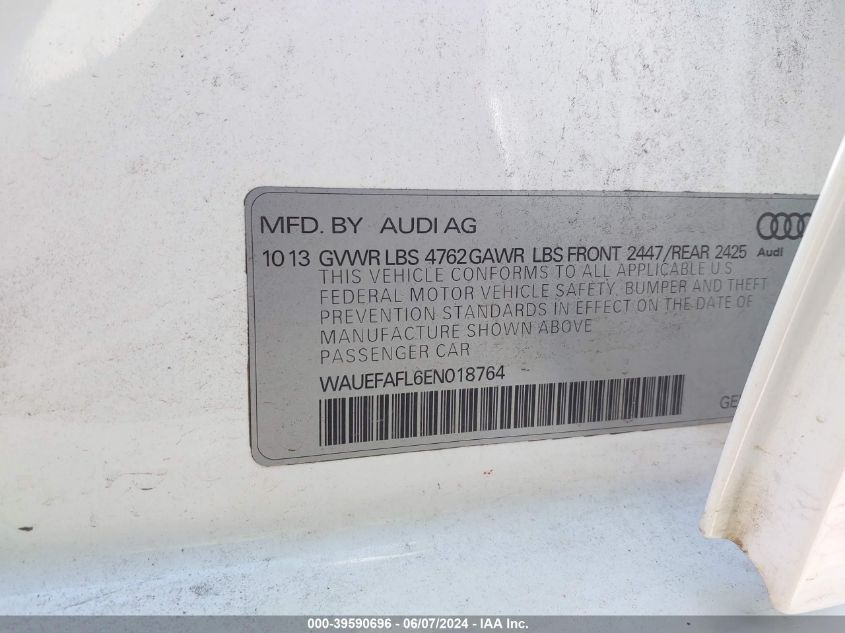 MFD. BY AUDI AG
10 13 GVWR LBS 4762 GAWR LBS FRONT 2447/REAR 2425
Audi
THIS VEHICLE CONFORMS TO ALL APPLICABLE U.S
FEDERAL MOTOR VEHICLE SAFETY, BUMPER AND THEFT
PREVENTION STANDARDS IN EFFECT ON THE DATE OF
MANUFACTURE SHOWN ABOVE
PASSENGER CAR
WAUEFAFL6EN018764
000-39590696 - 06/07/2024 - IAAI Inc.